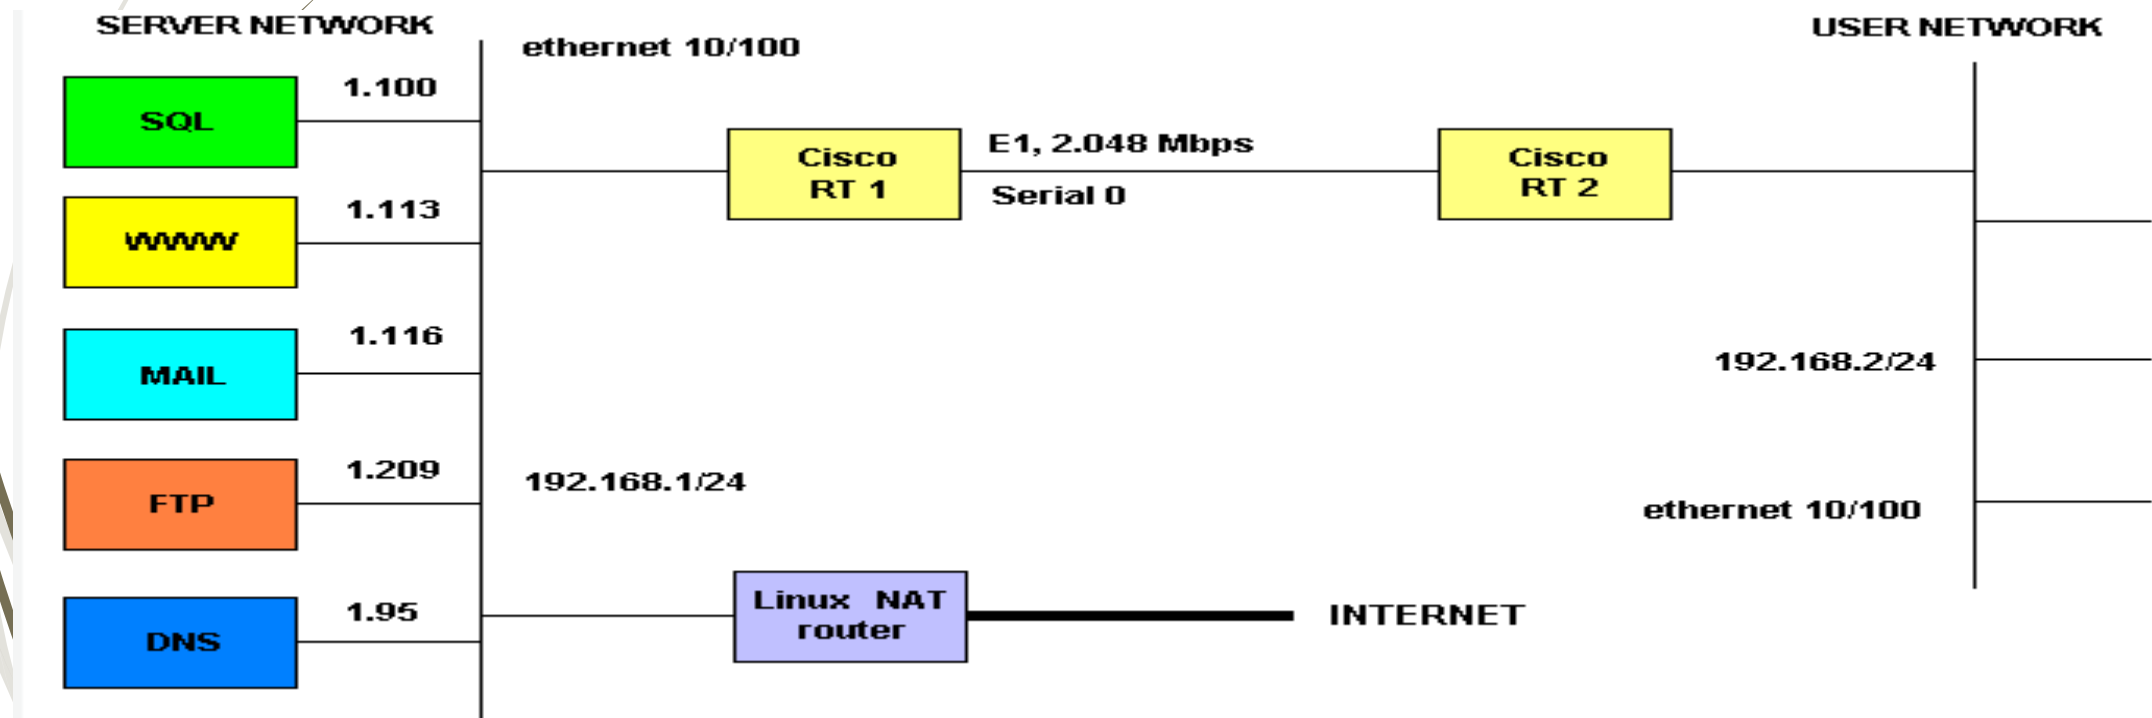 SERVER NETWORK
USER NETWORK
ethernet 10/100
1.100
SQL
Cisco
RT 1
E1, 2.048 Mbps
Serial 0
Cisco
RT 2
1.113
WWW
1.116
MAIL
192.168.2/24
1.209
FTP
192.168.1/24
ethernet 10/100
1.95
DNS
Linux NAT
router
INTERNET